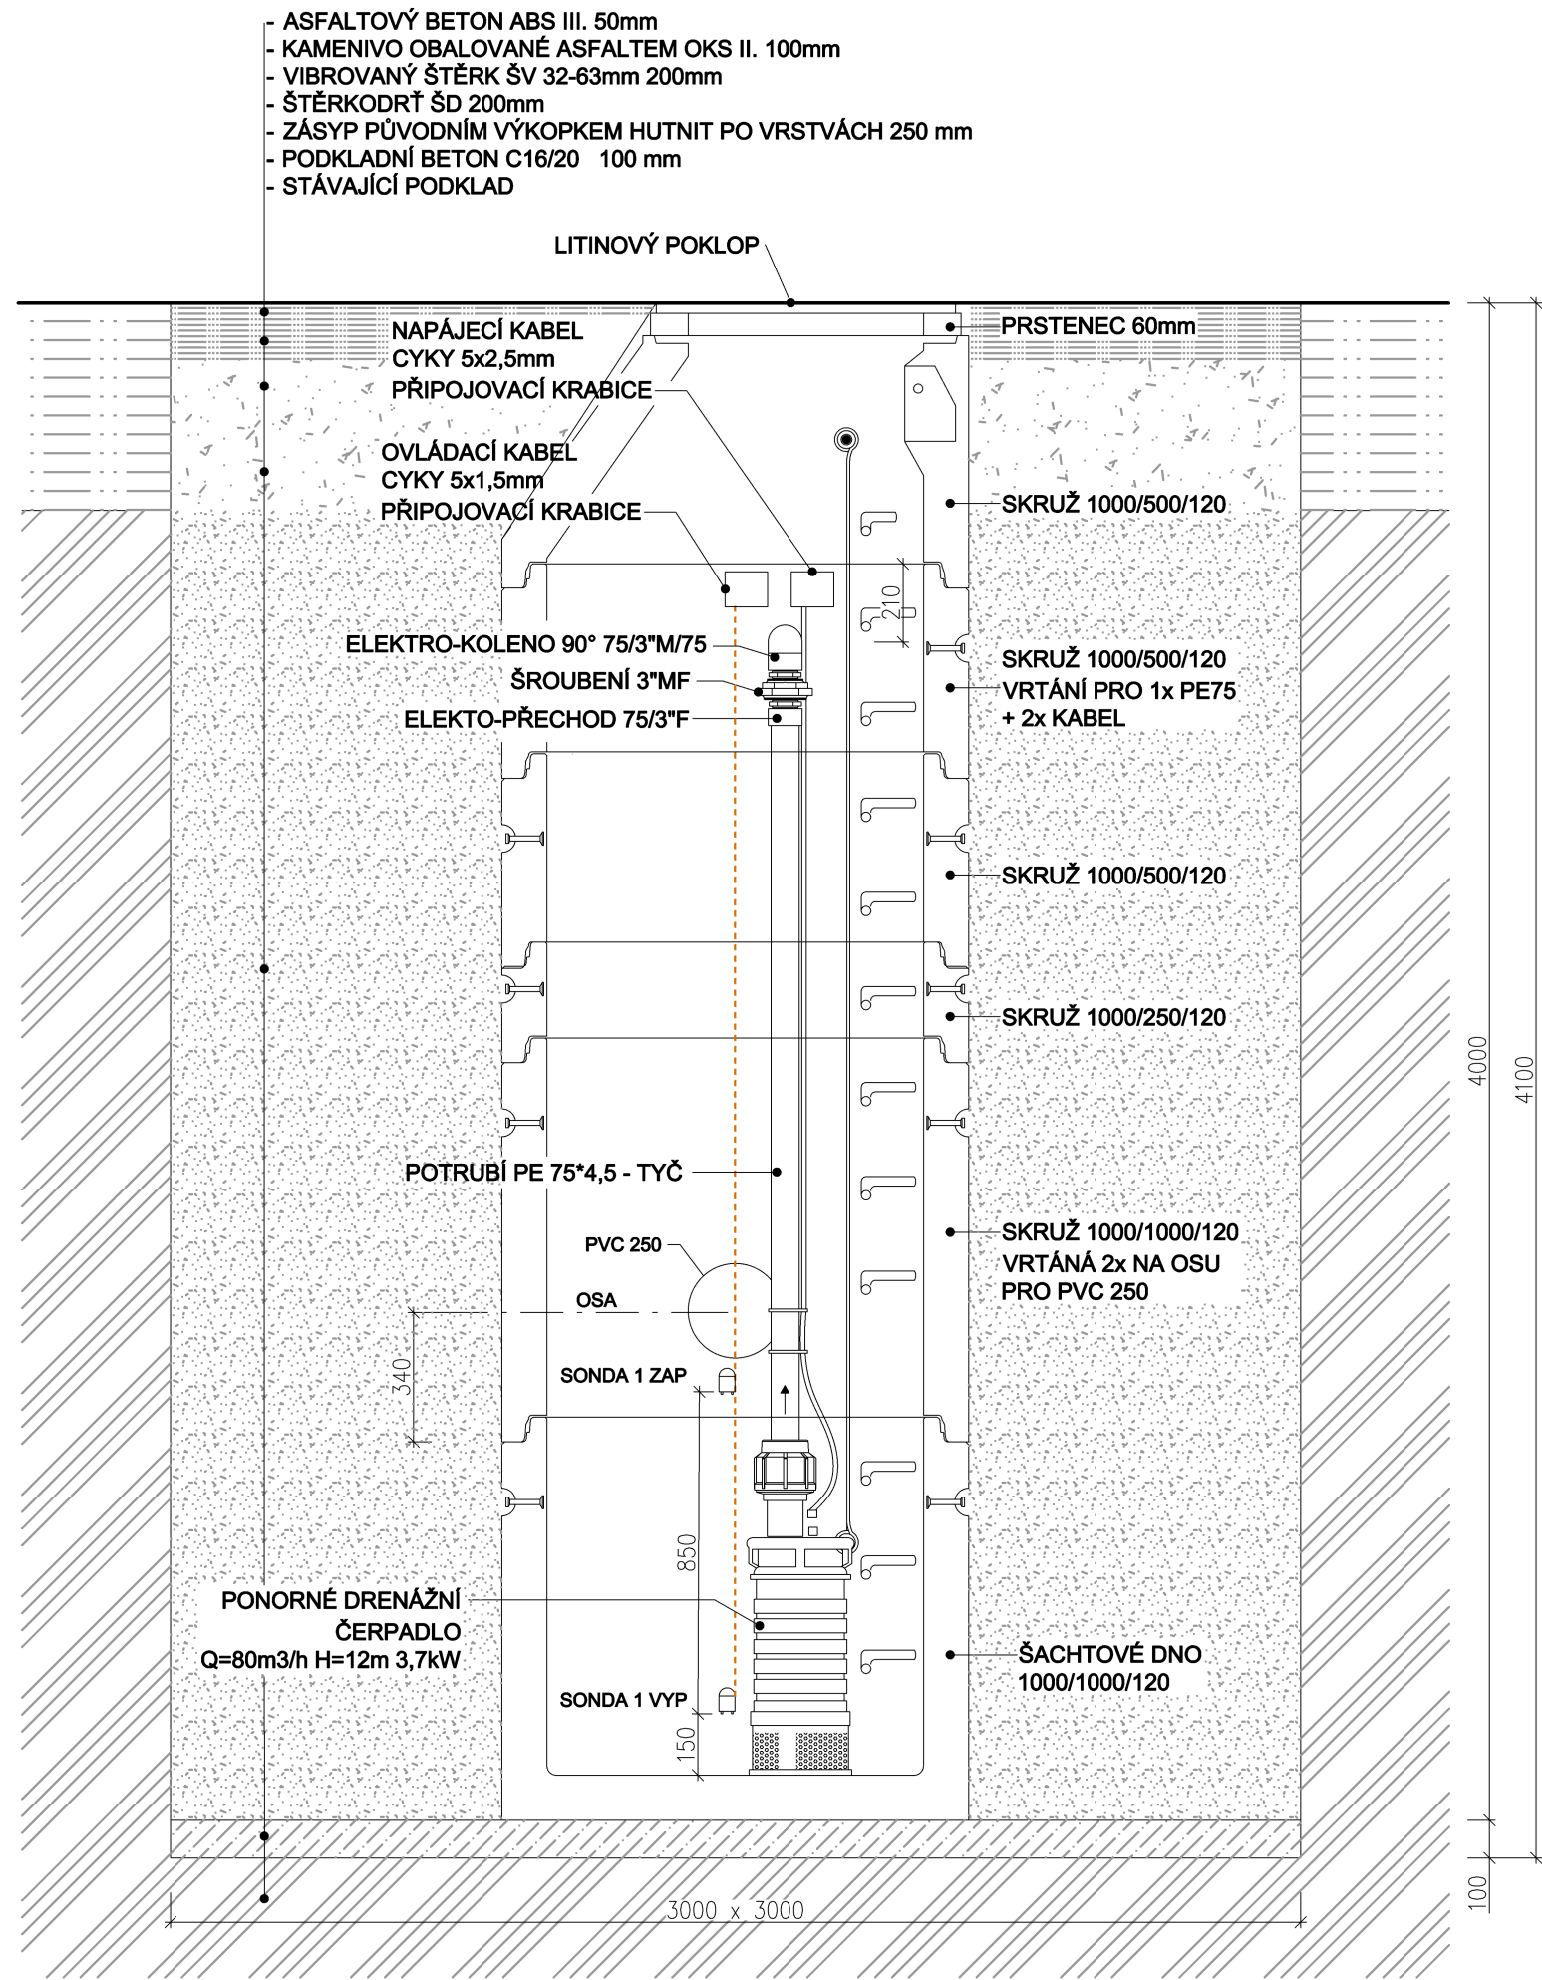 - ASFALTOVÝ BETON ABS III. 50mm
- KAMENIVO OBALOVANÉ ASFALTEM OKS II. 100mm
- VIBROVANÝ ŠTĚRK ŠV 32-63mm 200mm
- ŠTĚRKODRŤ ŠD 200mm
- ZÁSYP PŮVODNÍM VÝKOPKEM HUTNIT PO VRSTVÁCH 250 mm
- PODKLADNÍ BETON C16/20 100 mm
- STÁVAJÍCÍ PODKLAD
LITINOVÝ POKLOP
PRSTENEC 60mm
NAPÁJECÍ KABEL
CYKY 5x2,5mm
PŘIPOJOVACÍ KRABICE
OVLÁDACÍ KABEL
CYKY 5x1,5mm
PŘIPOJOVACÍ KRABICE
SKRUŽ 1000/500/120
210
ELEKTRO-KOLENO 90° 75/3"M/75
ŠROUBENÍ 3"MF
ELEKTO-PŘECHOD 75/3"F
SKRUŽ 1000/500/120
VRTÁNÍ PRO 1x PE75
+ 2x KABEL
SKRUŽ 1000/500/120
SKRUŽ 1000/250/120
4000
4100
POTRUBÍ PE 75*4,5 - TYČ
SKRUŽ 1000/1000/120
VRTÁNÁ 2x NA OSU
PRO PVC 250
PVC 250
OSA
340
SONDA 1 ZAP
850
PONORNÉ DRENÁŽNÍ
ČERPADLO
Q=80m3/h H=12m 3,7kW
ŠACHTOVÉ DNO
1000/1000/120
SONDA 1 VYP
150
100
3000 x 3000